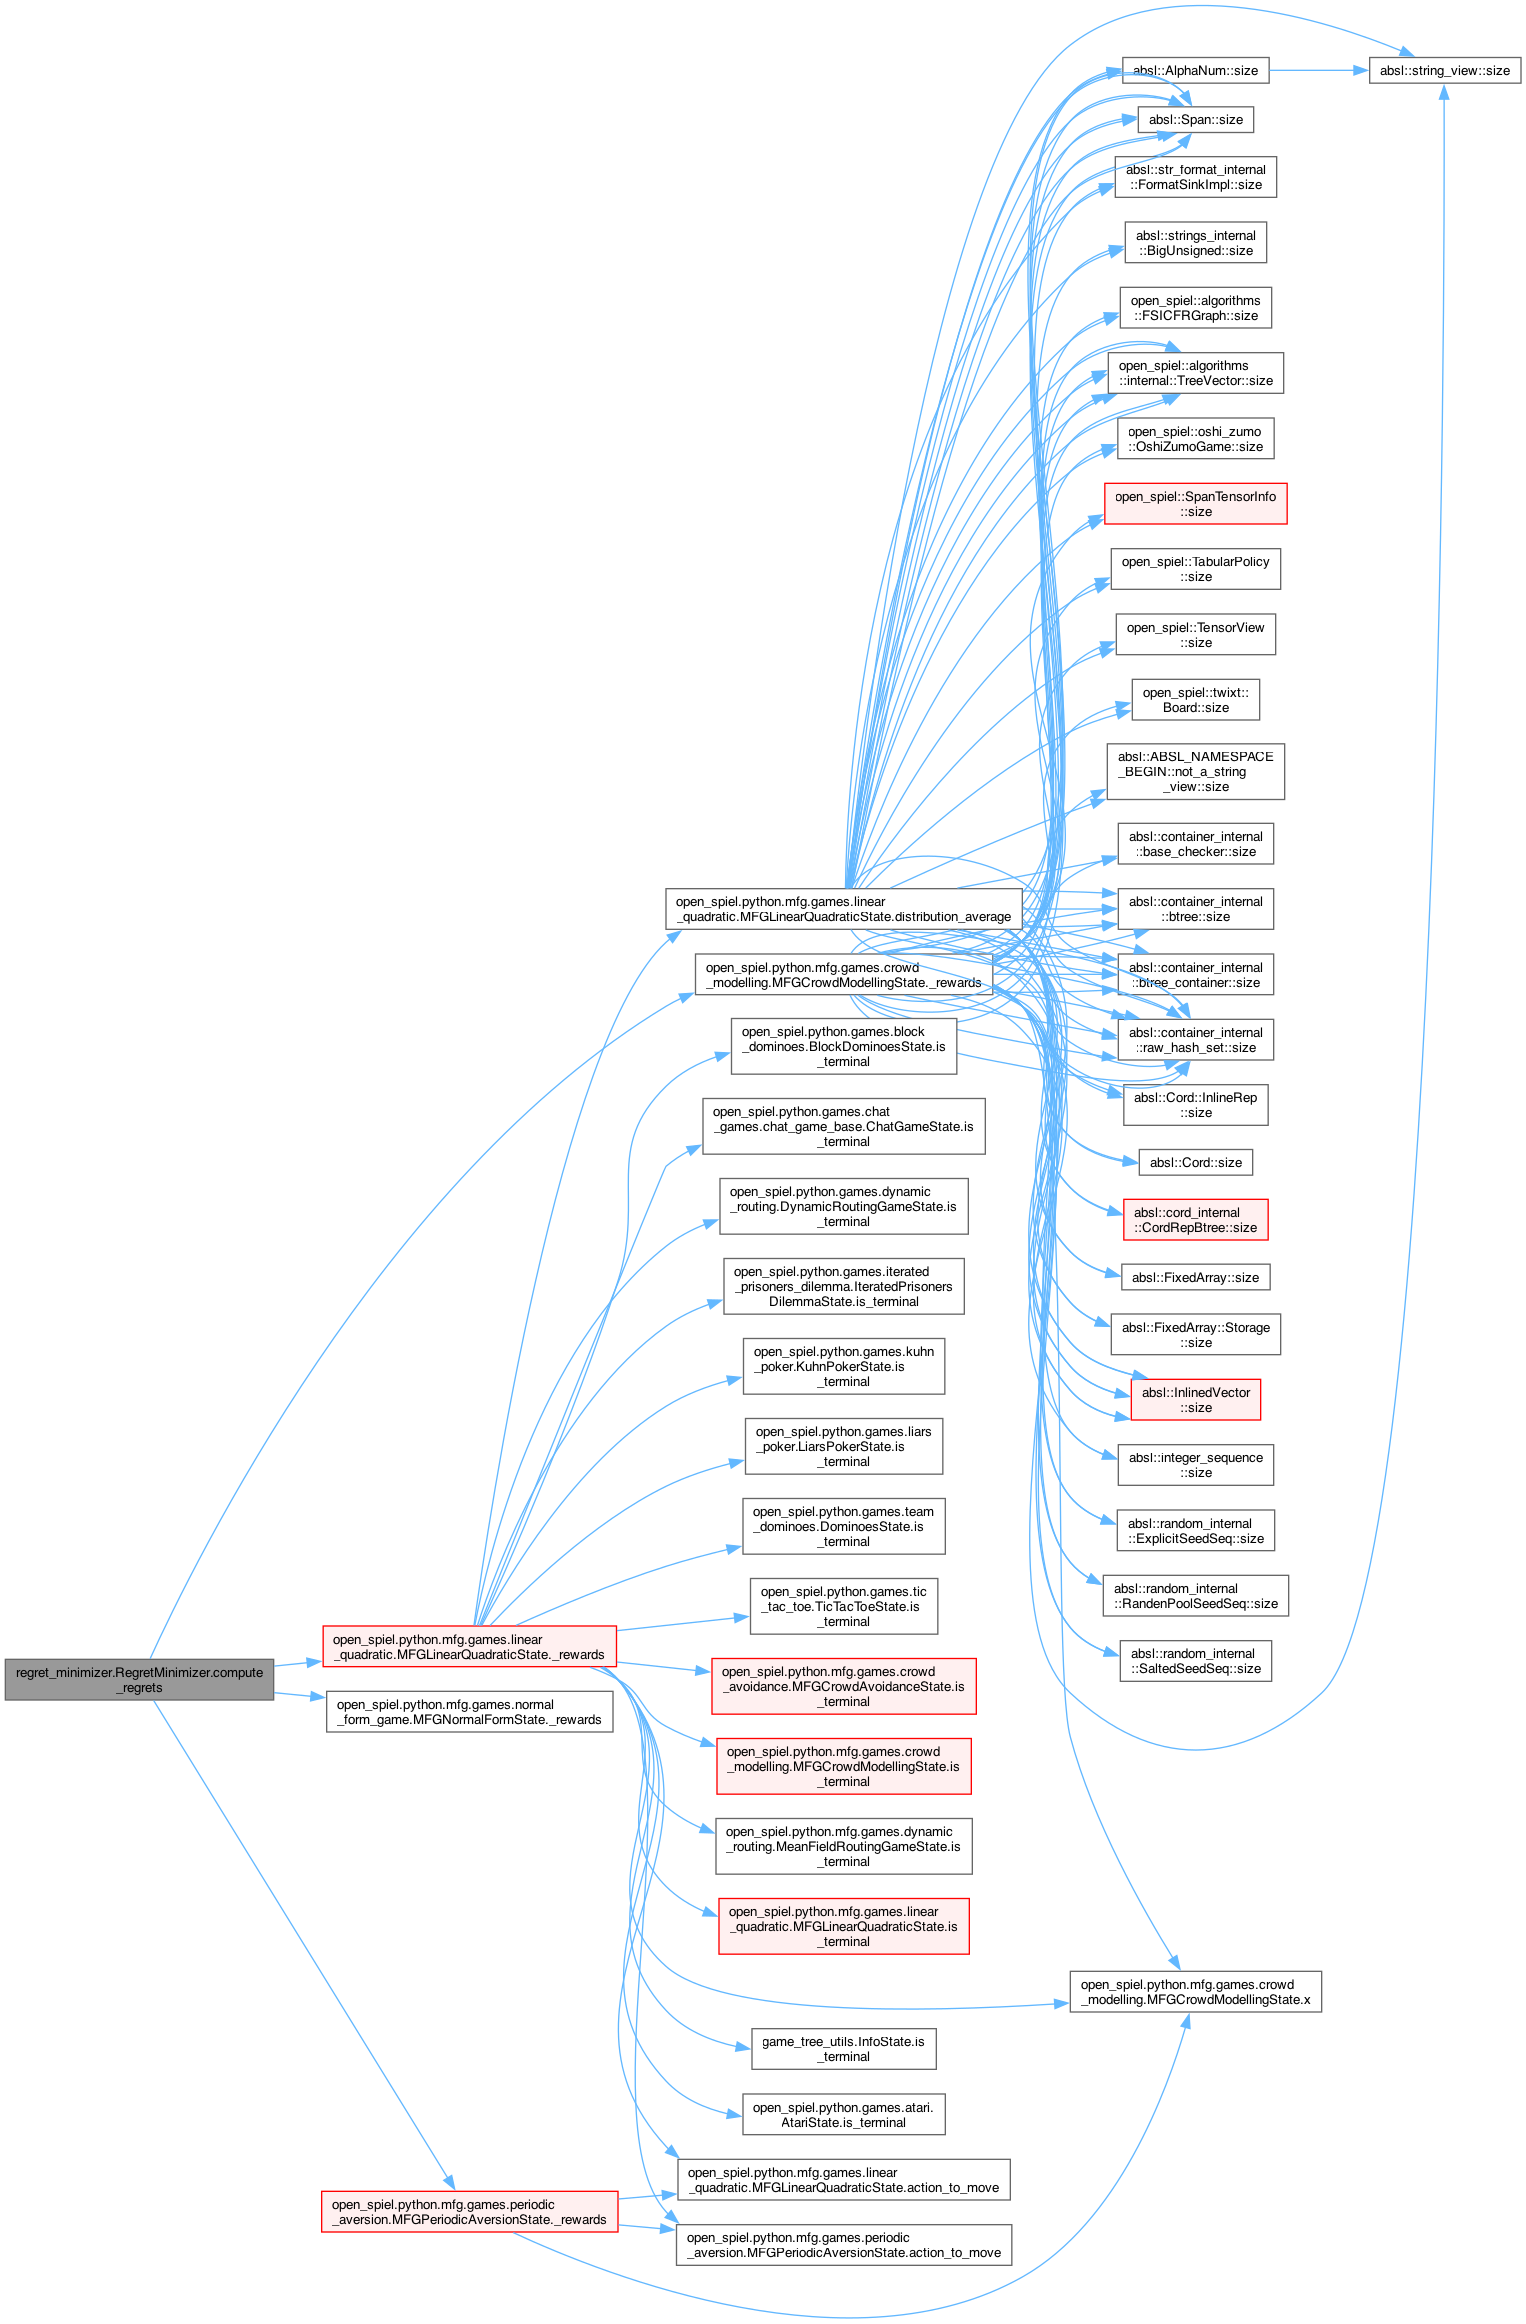 absl::AlphaNum::size
absl::string_view::size
absl::Span::size
absl::str_format_internal
::FormatSinkImpl::size
absl::strings_internal
::BigUnsigned::size
open_spiel::algorithms
::FSICFRGraph::size
open_spiel::algorithms
::internal::TreeVector::size
open_spiel::oshi_zumo
::OshiZumoGame::size
open_spiel::SpanTensorInfo
::size
open_spiel::TabularPolicy
::size
open_spiel::TensorView
::size
open_spiel::twixt::
Board::size
absl::ABSL_NAMESPACE
_BEGIN::not_a_string
_view::size
absl::container_internal
::base_checker::size
absl::container_internal
::btree::size
absl::container_internal
::btree_container::size
absl::container_internal
::raw_hash_set::size
absl::Cord::InlineRep
::size
absl::Cord::size
absl::cord_internal
::CordRepBtree::size
absl::FixedArray::size
absl::FixedArray::Storage
::size
absl::InlinedVector
::size
absl::integer_sequence
::size
absl::random_internal
::ExplicitSeedSeq::size
absl::random_internal
::RandenPoolSeedSeq::size
absl::random_internal
::SaltedSeedSeq::size
open_spiel.python.mfg.games.crowd
_modelling.MFGCrowdModellingState.x
open_spiel.python.mfg.games.linear
_quadratic.MFGLinearQuadraticState.distribution_average
open_spiel.python.mfg.games.crowd
_modelling.MFGCrowdModellingState._rewards
open_spiel.python.games.block
_dominoes.BlockDominoesState.is
_terminal
open_spiel.python.games.chat
_games.chat_game_base.ChatGameState.is
_terminal
open_spiel.python.games.dynamic
_routing.DynamicRoutingGameState.is
_terminal
open_spiel.python.games.iterated
_prisoners_dilemma.IteratedPrisoners
DilemmaState.is_terminal
open_spiel.python.games.kuhn
_poker.KuhnPokerState.is
_terminal
open_spiel.python.games.liars
_poker.LiarsPokerState.is
_terminal
open_spiel.python.games.team
_dominoes.DominoesState.is
_terminal
open_spiel.python.games.tic
_tac_toe.TicTacToeState.is
_terminal
open_spiel.python.mfg.games.crowd
_avoidance.MFGCrowdAvoidanceState.is
_terminal
open_spiel.python.mfg.games.crowd
_modelling.MFGCrowdModellingState.is
_terminal
open_spiel.python.mfg.games.dynamic
_routing.MeanFieldRoutingGameState.is
_terminal
open_spiel.python.mfg.games.linear
_quadratic.MFGLinearQuadraticState.is
_terminal
game_tree_utils.InfoState.is
_terminal
open_spiel.python.games.atari.
AtariState.is_terminal
open_spiel.python.mfg.games.linear
_quadratic.MFGLinearQuadraticState.action_to_move
open_spiel.python.mfg.games.periodic
_aversion.MFGPeriodicAversionState.action_to_move
open_spiel.python.mfg.games.linear
_quadratic.MFGLinearQuadraticState._rewards
open_spiel.python.mfg.games.normal
_form_game.MFGNormalFormState._rewards
open_spiel.python.mfg.games.periodic
_aversion.MFGPeriodicAversionState._rewards
regret_minimizer.RegretMinimizer.compute
_regrets